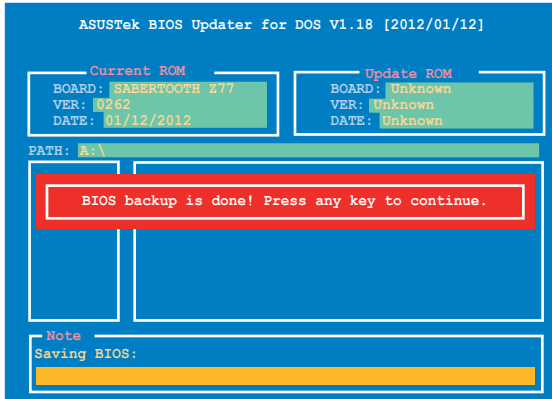 ASUSTek BIOS Updater for DOS V1.18 [2012/01/12]
Current ROM
BOARD: SABERTOOTH Z77
VER: 0262
DATE: 01/12/2012
Update ROM
BOARD: Unknown
VER: Unknown
DATE: Unknown
PATH: A:\
BIOS backup is done! Press any key to continue.
Note
Saving BIOS: